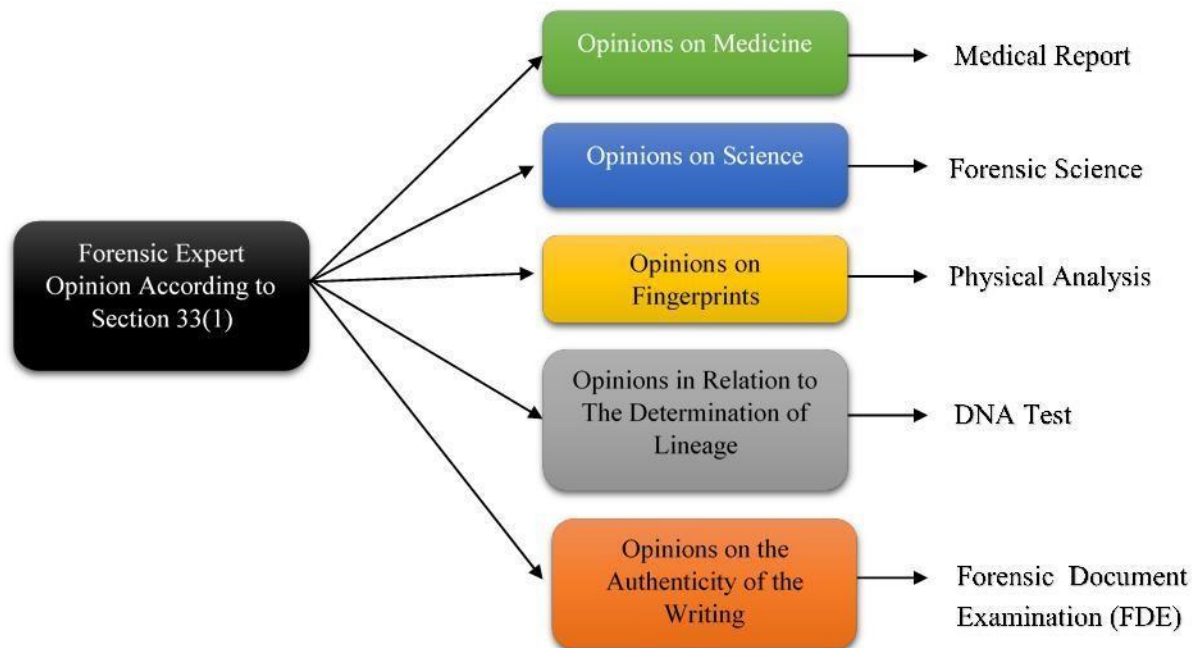 Forensic Expert
Opinion According to
Section 33(1)
Opinions on Medicine
Medical Report
Opinions on Science
Forensic Science
Opinions on
Fingerprints
Physical Analysis
Opinions in Relation to
The Determination of
Lineage
DNA Test
Opinions on the
Authenticity of the
Writing
Forensic Document
Examination (FDE)